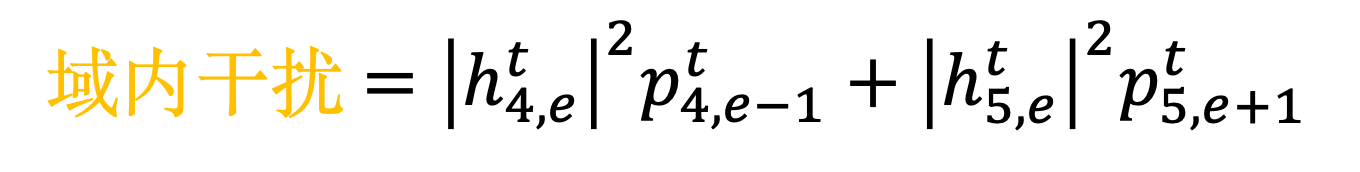 域内干扰 = |h^t_{4,e}|^2 p^t_{4,e-1} + |h^t_{5,e}|^2 p^t_{5,e+1}